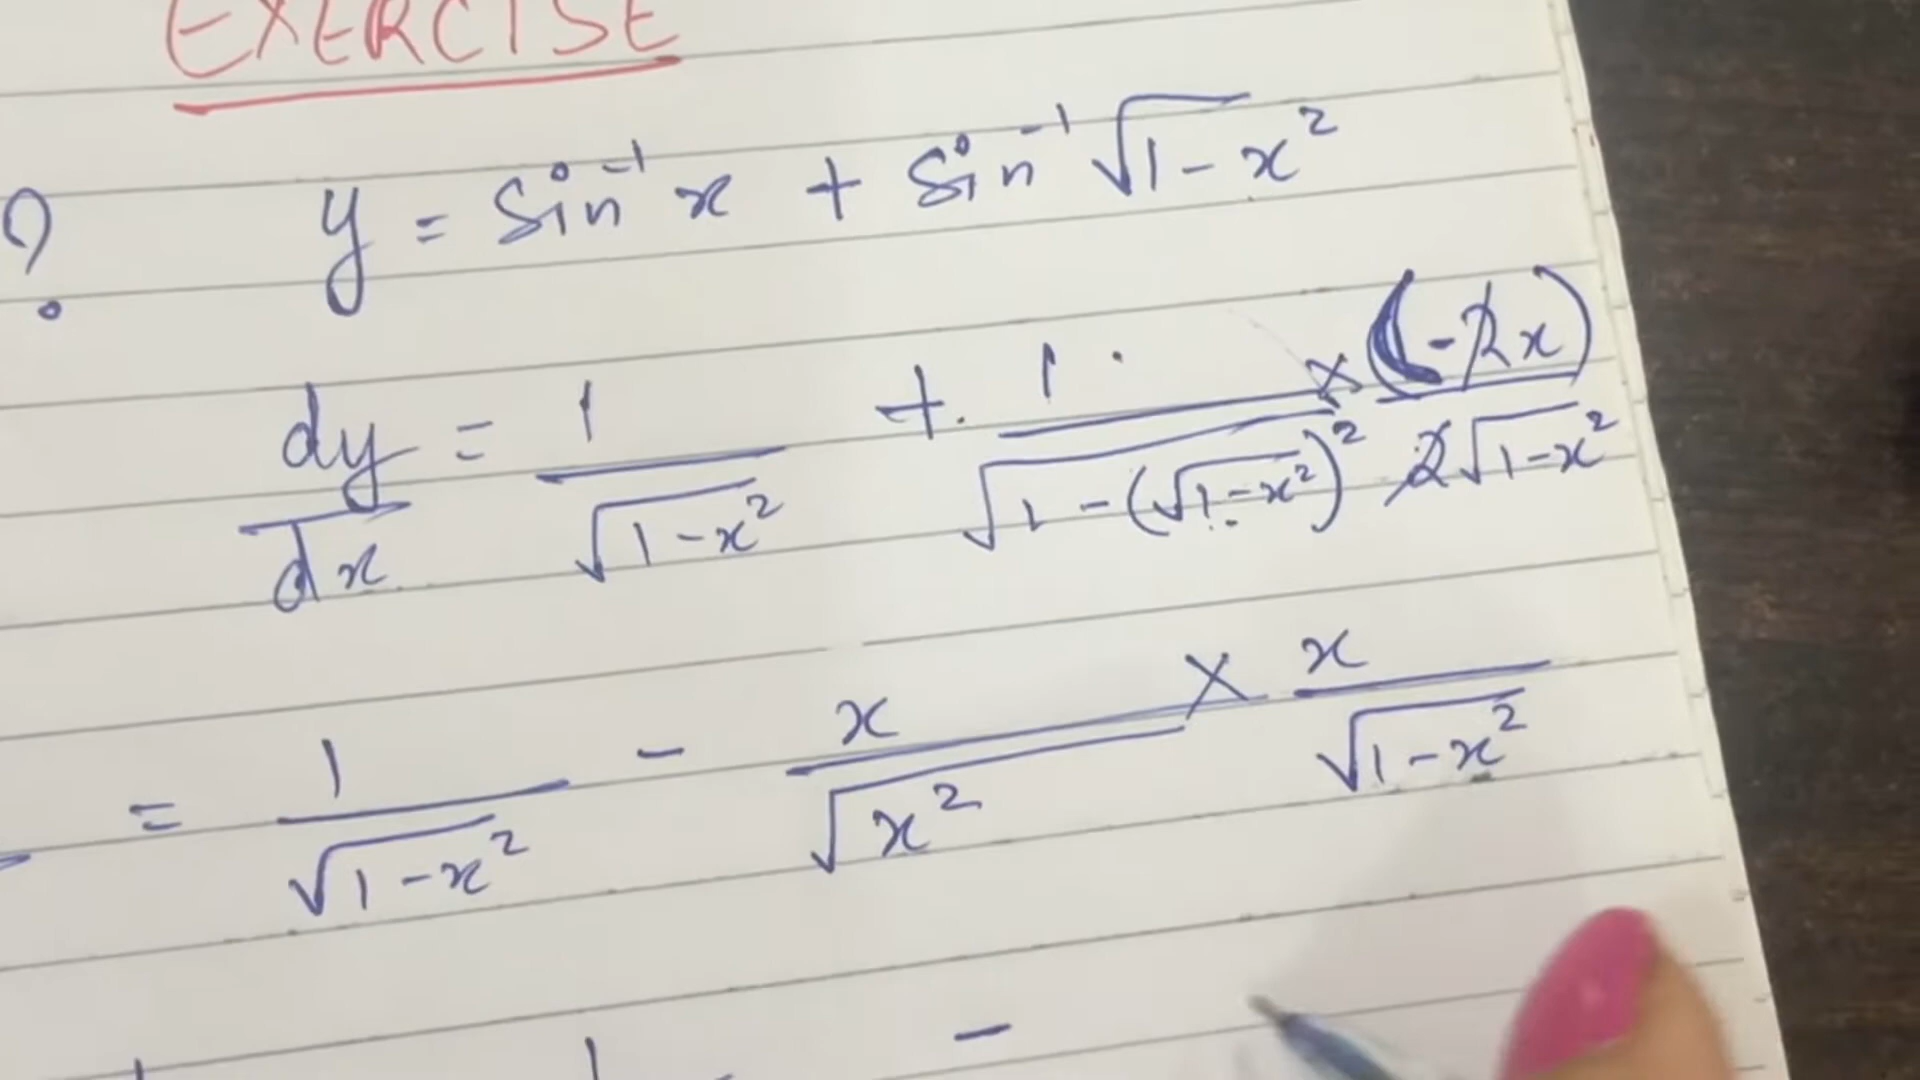 EXERCISE
? y = sin⁻¹ x + sin⁻¹ √(1-x²)
dy/dx = 1/√(1-x²) + 1/√(1-(√(1-x²))²) × (-2x)/2√(1-x²)
= 1/√(1-x²) - x/√(x²) × x/√(1-x²)